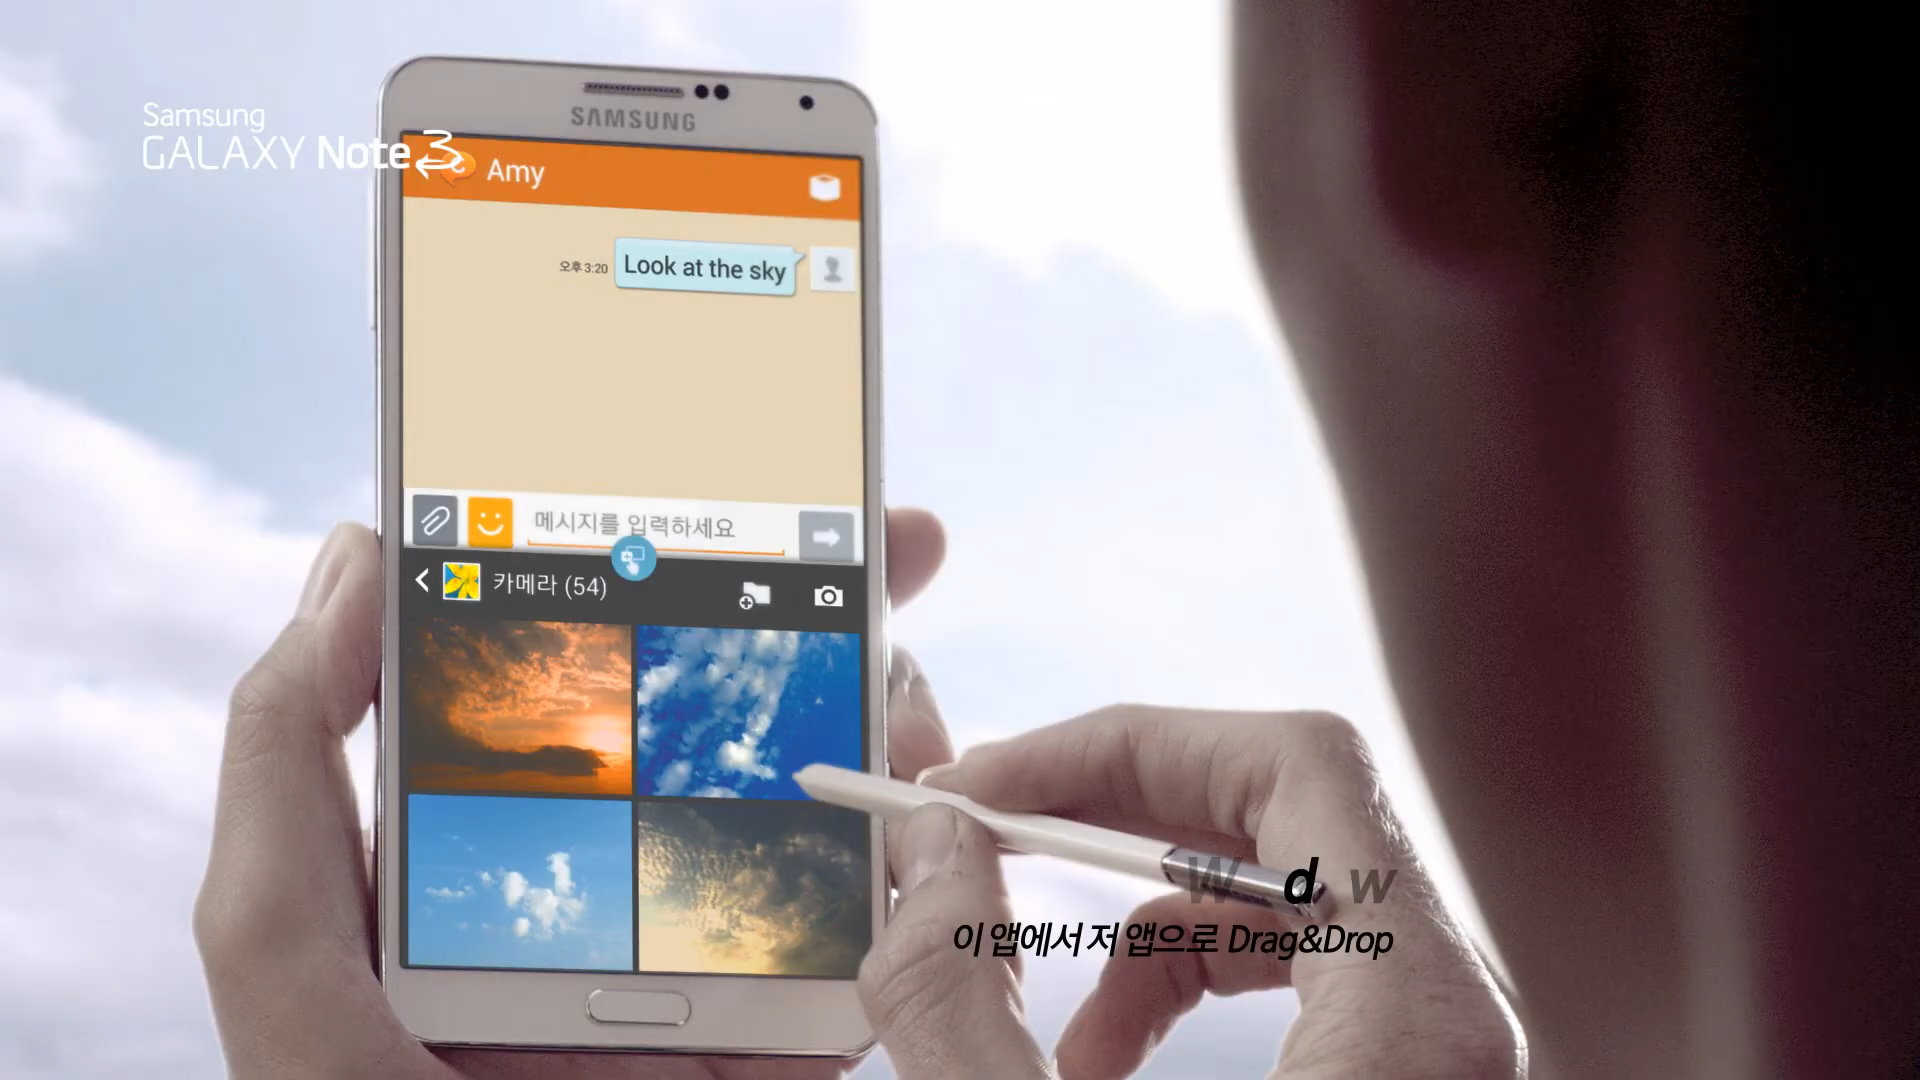 Samsung
GALAXY Note 3
SAMSUNG
Amy
오후 3:20
Look at the sky
메시지를 입력하세요
카메라 (54)
W d w
이 앱에서 저 앱으로 Drag&Drop